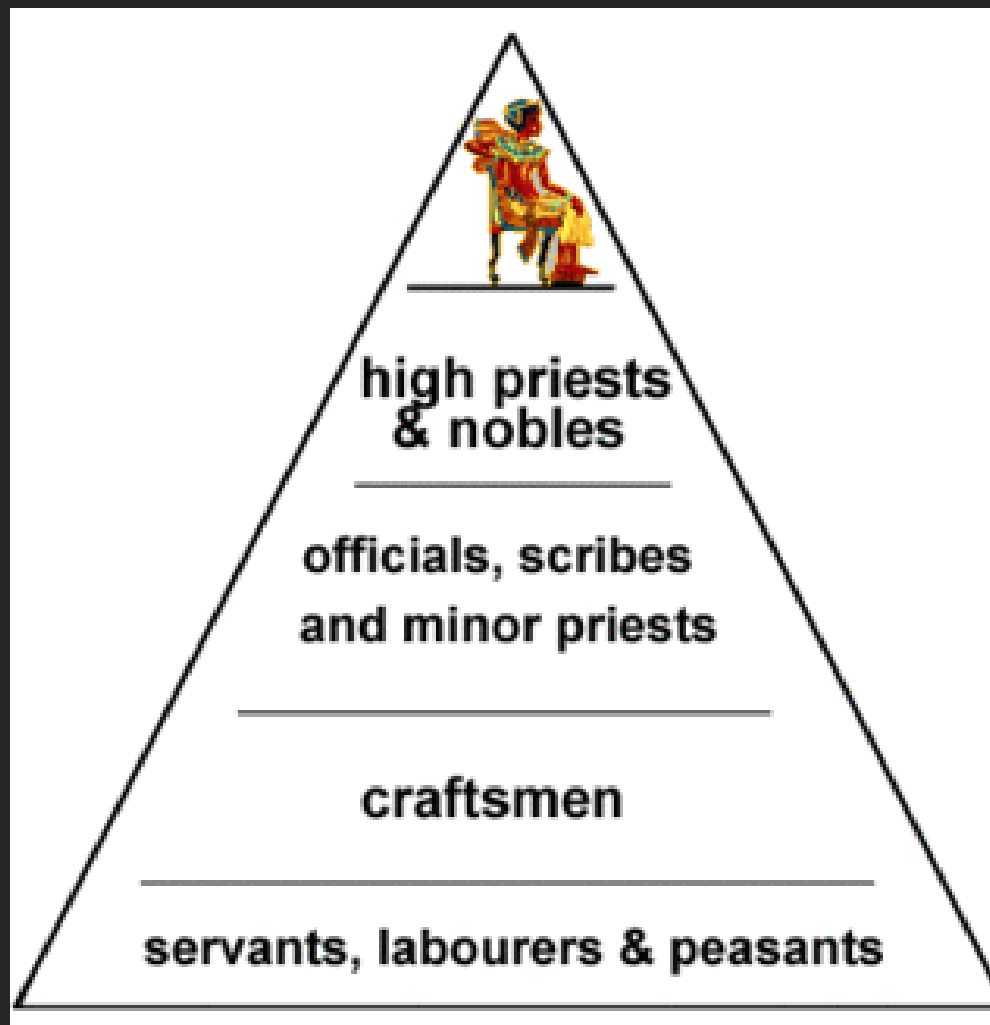 high priests
& nobles
officials, scribes
and minor priests
craftsmen
servants, labourers & peasants